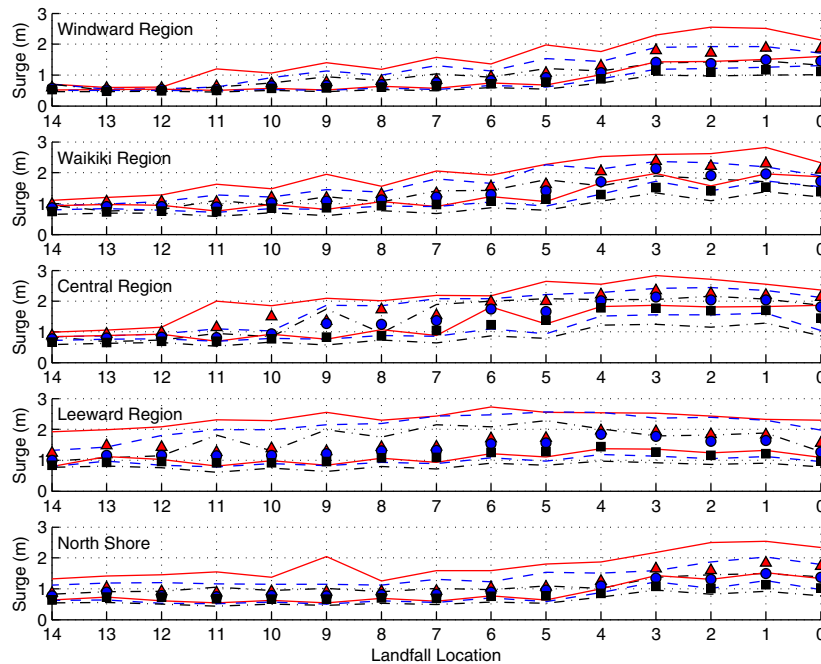 3
Windward Region
2
1
0
Surge (m)
14 13 12 11 10 9 8 7 6 5 4 3 2 1 0
3
Waikiki Region
2
1
0
Surge (m)
14 13 12 11 10 9 8 7 6 5 4 3 2 1 0
3
Central Region
2
1
0
Surge (m)
14 13 12 11 10 9 8 7 6 5 4 3 2 1 0
3
Leeward Region
2
1
0
Surge (m)
14 13 12 11 10 9 8 7 6 5 4 3 2 1 0
3
North Shore
2
1
0
Surge (m)
14 13 12 11 10 9 8 7 6 5 4 3 2 1 0
Landfall Location